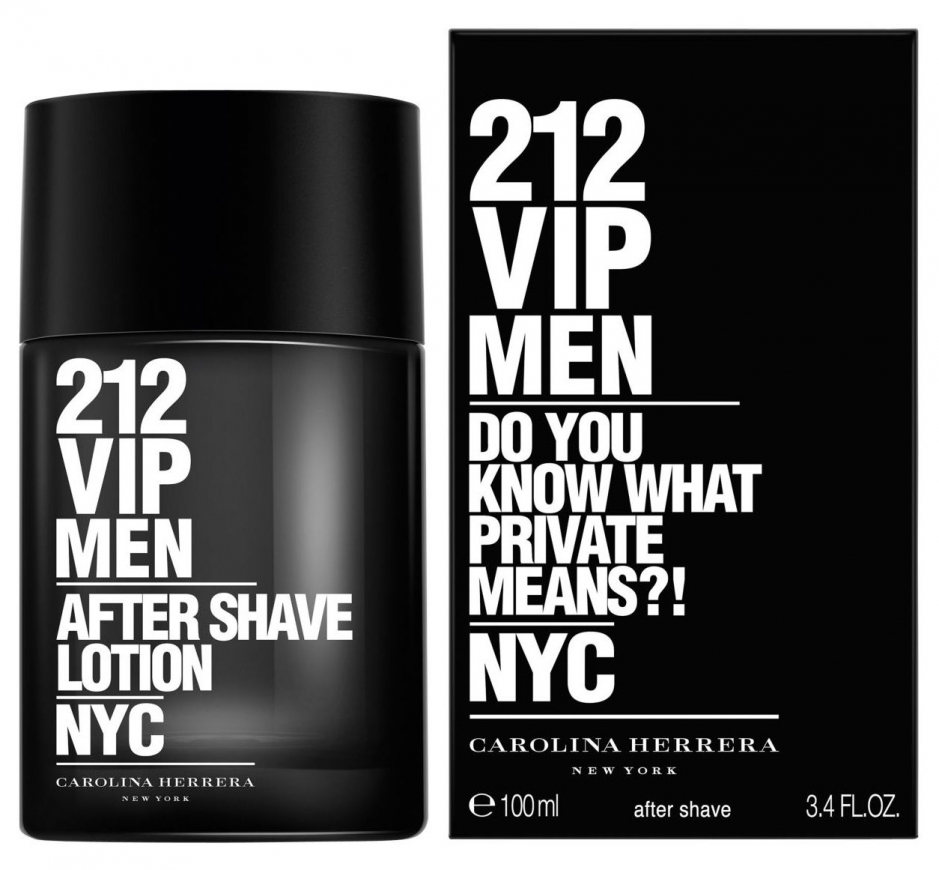 212
VIP
MEN
AFTER SHAVE
LOTION
NYC
CAROLINA HERRERA
NEW YORK
212
VIP
MEN
DO YOU
KNOW WHAT
PRIVATE
MEANS?!
NYC
CAROLINA HERRERA
NEW YORK
℮ 100 ml after shave 3.4 FL.OZ.